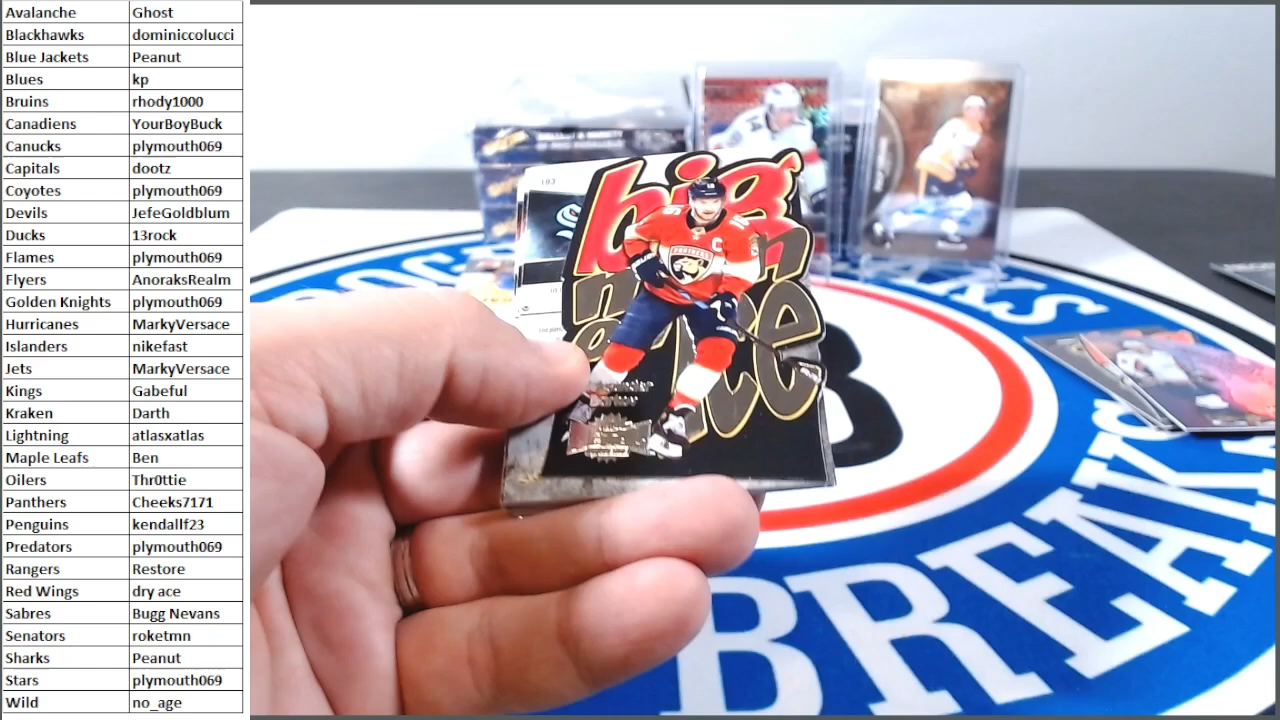 Avalanche Ghost
Blackhawks dominiccolucci
Blue Jackets Peanut
Blues kp
Bruins rhody1000
Canadiens YourBoyBuck
Canucks plymouth069
Capitals dootz
Coyotes plymouth069
Devils JefeGoldblum
Ducks 13rock
Flames plymouth069
Flyers AnoraksRealm
Golden Knights plymouth069
Hurricanes MarkyVersace
Islanders nikefast
Jets MarkyVersace
Kings Gabeful
Kraken Darth
Lightning atlasxatlas
Maple Leafs Ben
Oilers Thr0ttie
Panthers Cheeks7171
Penguins kendallf23
Predators plymouth069
Rangers Restore
Red Wings dry ace
Sabres Bugg Nevans
Senators roketmn
Sharks Peanut
Stars plymouth069
Wild no_age
103
big
PANTHERS
C
16
BREAKS